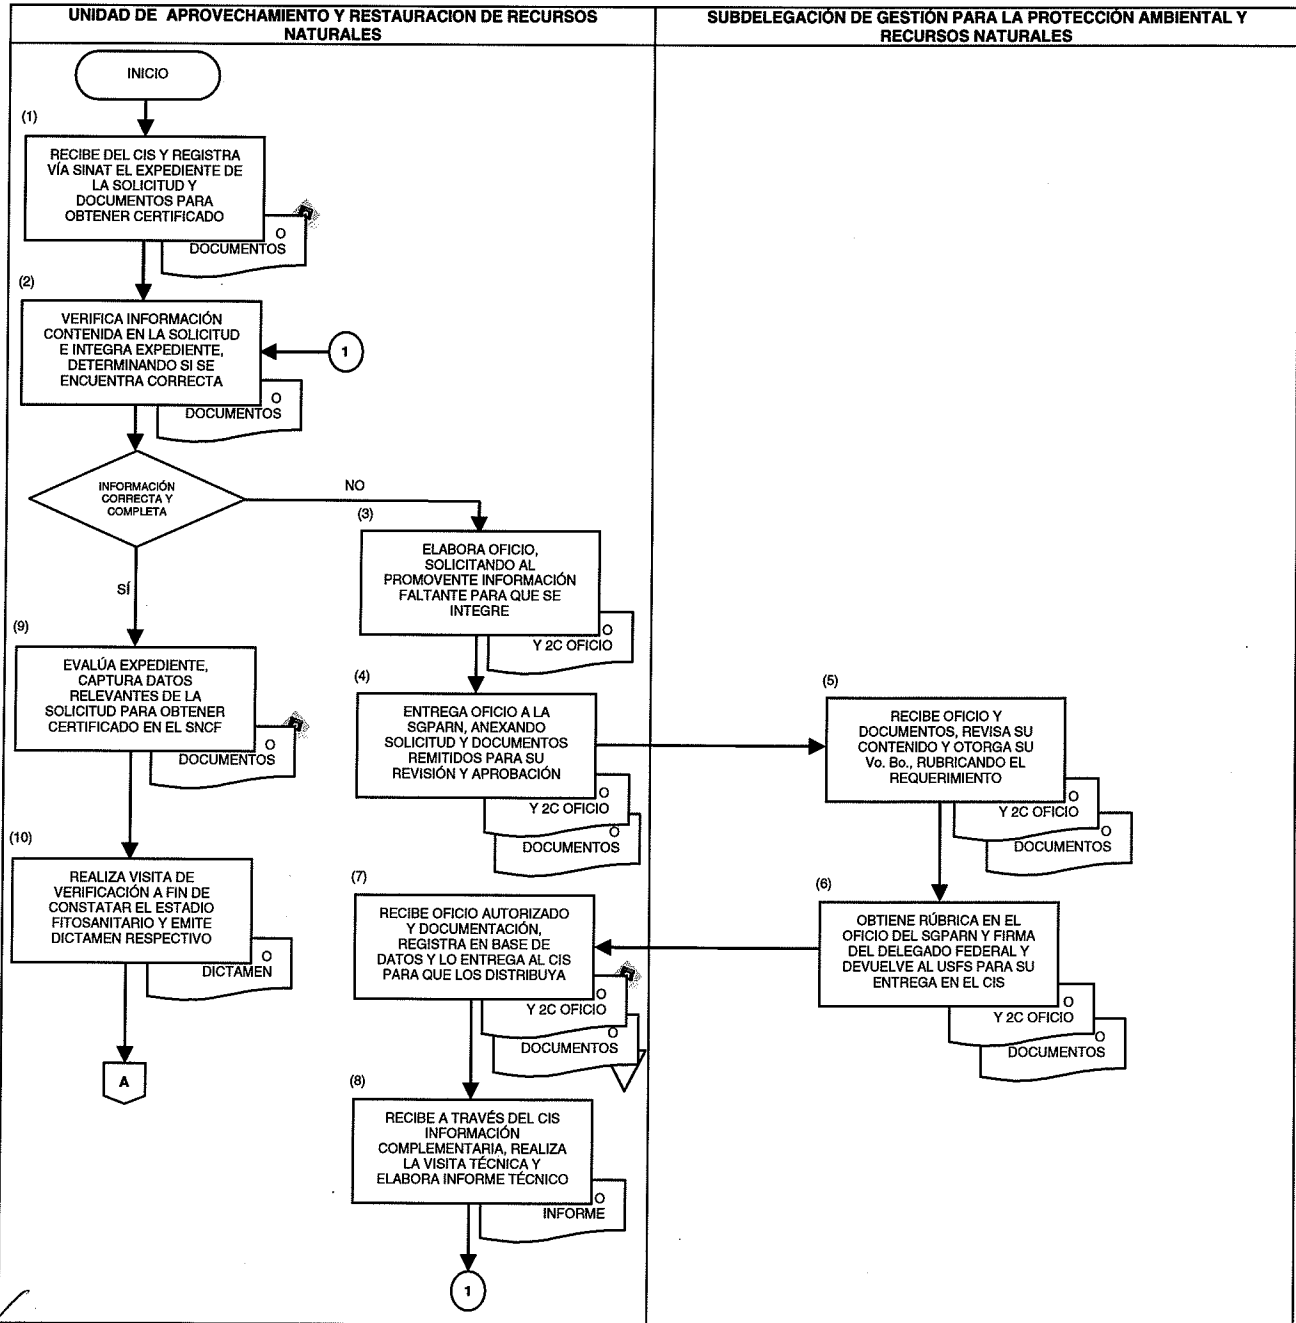 UNIDAD DE APROVECHAMIENTO Y RESTAURACION DE RECURSOS
NATURALES
SUBDELEGACIÓN DE GESTIÓN PARA LA PROTECCIÓN AMBIENTAL Y
RECURSOS NATURALES
INICIO
(1)
RECIBE DEL CIS Y REGISTRA
VÍA SINAT EL EXPEDIENTE DE
LA SOLICITUD Y
DOCUMENTOS PARA
OBTENER CERTIFICADO
O
DOCUMENTOS
(2)
VERIFICA INFORMACIÓN
CONTENIDA EN LA SOLICITUD
E INTEGRA EXPEDIENTE,
DETERMINANDO SI SE
ENCUENTRA CORRECTA
1
O
DOCUMENTOS
INFORMACIÓN
CORRECTA Y
COMPLETA
NO
SÍ
(3)
ELABORA OFICIO,
SOLICITANDO AL
PROMOVENTE INFORMACIÓN
FALTANTE PARA QUE SE
INTEGRE
O
Y 2C OFICIO
(4)
ENTREGA OFICIO A LA
SGPARN, ANEXANDO
SOLICITUD Y DOCUMENTOS
REMITIDOS PARA SU
REVISIÓN Y APROBACIÓN
O
Y 2C OFICIO
O
DOCUMENTOS
(5)
RECIBE OFICIO Y
DOCUMENTOS, REVISA SU
CONTENIDO Y OTORGA SU
Vo. Bo., RUBRICANDO EL
REQUERIMIENTO
O
Y 2C OFICIO
O
DOCUMENTOS
(6)
OBTIENE RÚBRICA EN EL
OFICIO DEL SGPARN Y FIRMA
DEL DELEGADO FEDERAL Y
DEVUELVE AL USFS PARA SU
ENTREGA EN EL CIS
O
Y 2C OFICIO
O
DOCUMENTOS
(7)
RECIBE OFICIO AUTORIZADO
Y DOCUMENTACIÓN,
REGISTRA EN BASE DE
DATOS Y LO ENTREGA AL CIS
PARA QUE LOS DISTRIBUYA
O
Y 2C OFICIO
O
DOCUMENTOS
(8)
RECIBE A TRAVÉS DEL CIS
INFORMACIÓN
COMPLEMENTARIA, REALIZA
LA VISITA TÉCNICA Y
ELABORA INFORME TÉCNICO
O
INFORME
1
(9)
EVALÚA EXPEDIENTE,
CAPTURA DATOS
RELEVANTES DE LA
SOLICITUD PARA OBTENER
CERTIFICADO EN EL SNCF
O
DOCUMENTOS
(10)
REALIZA VISITA DE
VERIFICACIÓN A FIN DE
CONSTATAR EL ESTADIO
FITOSANITARIO Y EMITE
DICTAMEN RESPECTIVO
O
DICTAMEN
A